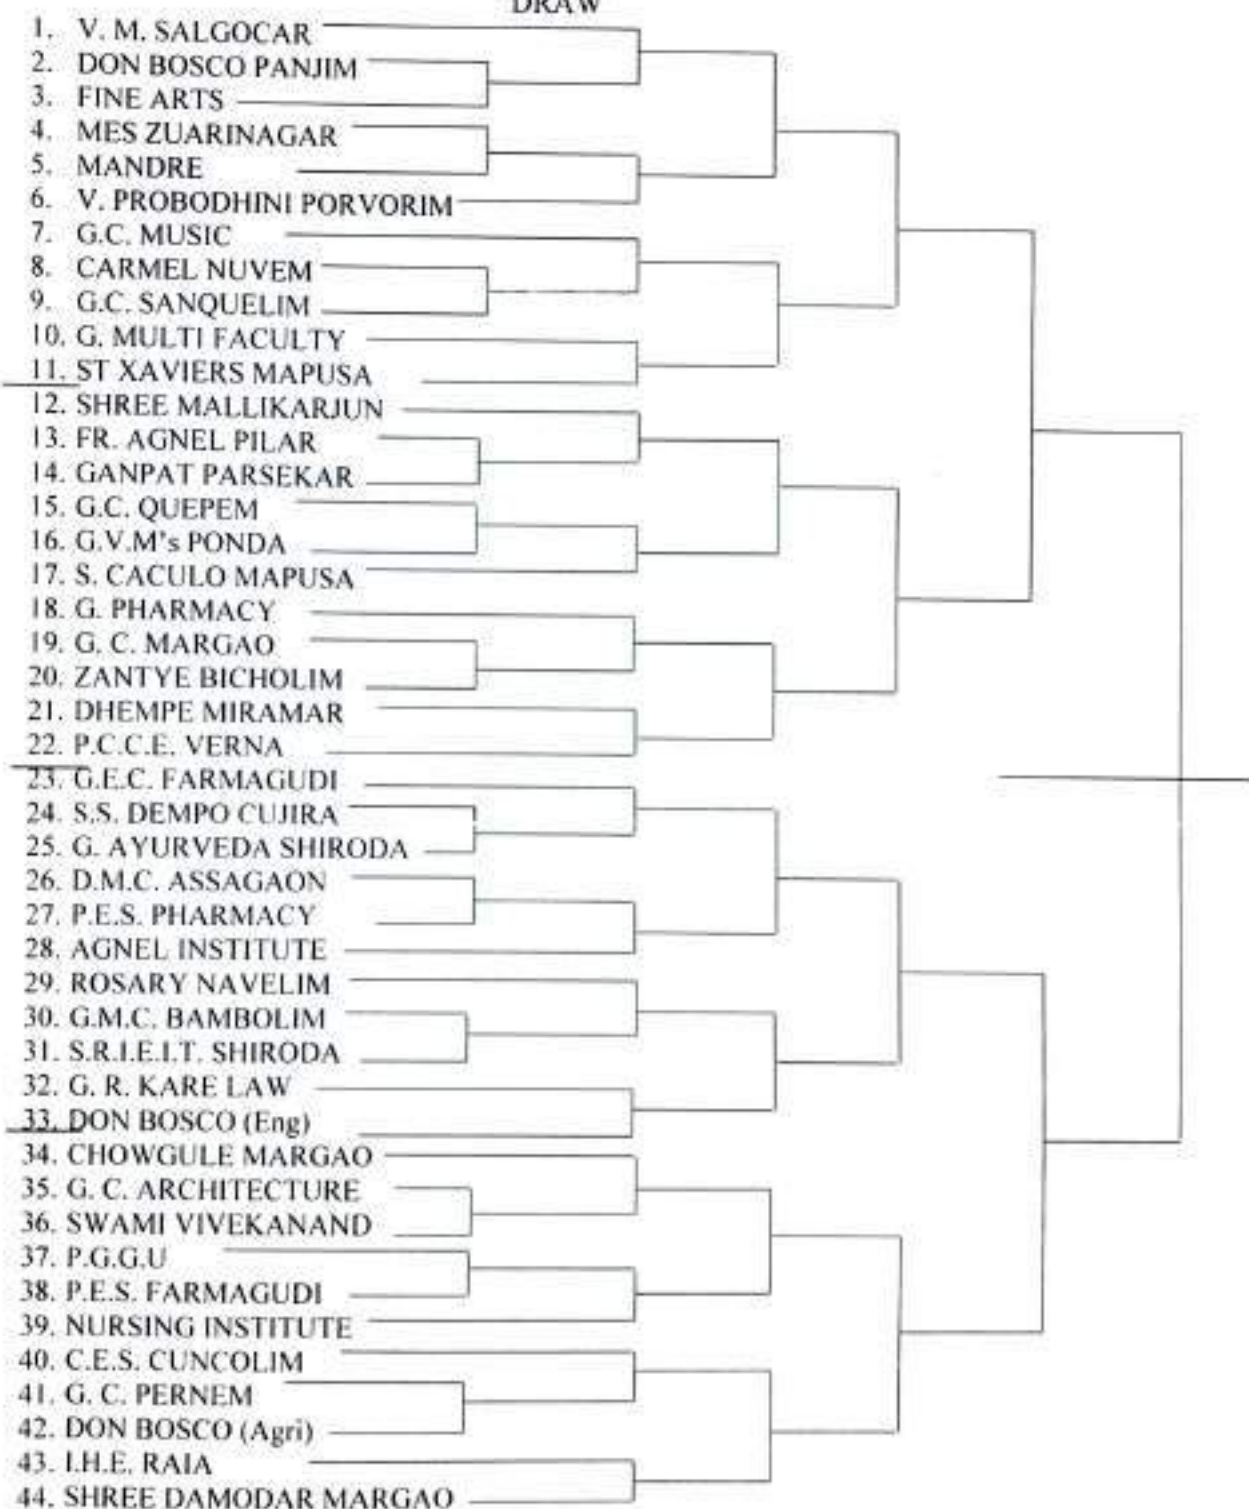 DRAW
1. V. M. SALGOCAR
2. DON BOSCO PANJIM
3. FINE ARTS
4. MES ZUARINAGAR
5. MANDRE
6. V. PROBODHINI PORVORIM
7. G.C. MUSIC
8. CARMEL NUVEM
9. G.C. SANQUELIM
10. G. MULTI FACULTY
11. ST XAVIERS MAPUSA
12. SHREE MALLIKARJUN
13. FR. AGNEL PILAR
14. GANPAT PARSEKAR
15. G.C. QUEPEM
16. G.V.M's PONDA
17. S. CACULO MAPUSA
18. G. PHARMACY
19. G. C. MARGAO
20. ZANTYE BICHOLIM
21. DHEMPE MIRAMAR
22. P.C.C.E. VERNA
23. G.E.C. FARMAGUDI
24. S.S. DEMPO CUJIRA
25. G. AYURVEDA SHIRODA
26. D.M.C. ASSAGAON
27. P.E.S. PHARMACY
28. AGNEL INSTITUTE
29. ROSARY NAVELIM
30. G.M.C. BAMBOLIM
31. S.R.I.E.I.T. SHIRODA
32. G. R. KARE LAW
33. DON BOSCO (Eng)
34. CHOWGULE MARGAO
35. G. C. ARCHITECTURE
36. SWAMI VIVEKANAND
37. P.G.G.U
38. P.E.S. FARMAGUDI
39. NURSING INSTITUTE
40. C.E.S. CUNCOLIM
41. G. C. PERNEM
42. DON BOSCO (Agri)
43. I.H.E. RAIA
44. SHREE DAMODAR MARGAO